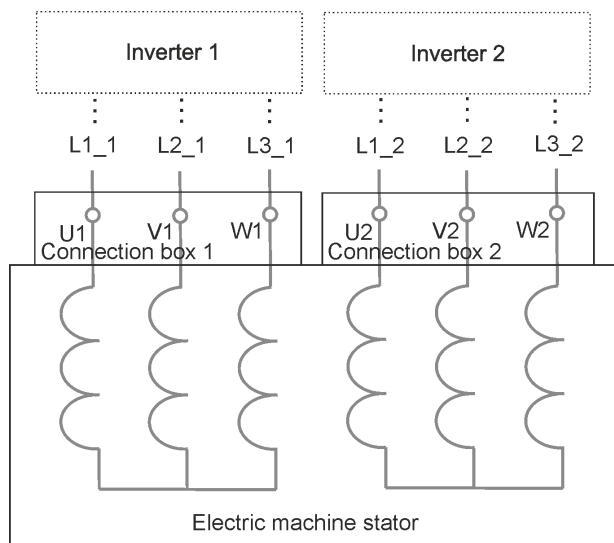 Inverter 1 Inverter 2
L1_1 L2_1 L3_1 L1_2 L2_2 L3_2
U1 V1 W1 U2 V2 W2
Connection box 1 Connection box 2
Electric machine stator